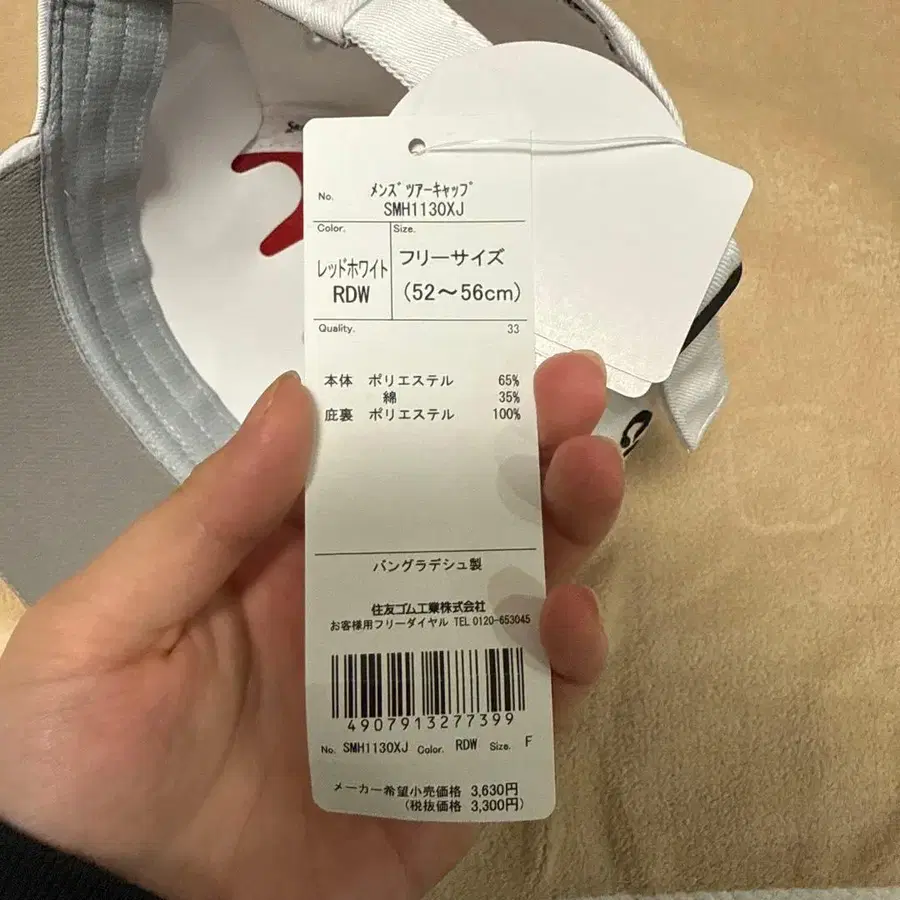 No. メンズ ツアーキャップ
SMH1130XJ
Color. Size.
レッドホワイト フリーサイズ
RDW (52〜56cm)
Quality. 33
本体 ポリエステル 65%
綿 35%
庇裏 ポリエステル 100%
バングラデシュ製
住友ゴム工業株式会社
お客様用フリーダイヤル TEL 0120-653045
4907913277399
No. SMH1130XJ Color. RDW Size. F
メーカー希望小売価格 3,630円
(税抜価格 3,300円)